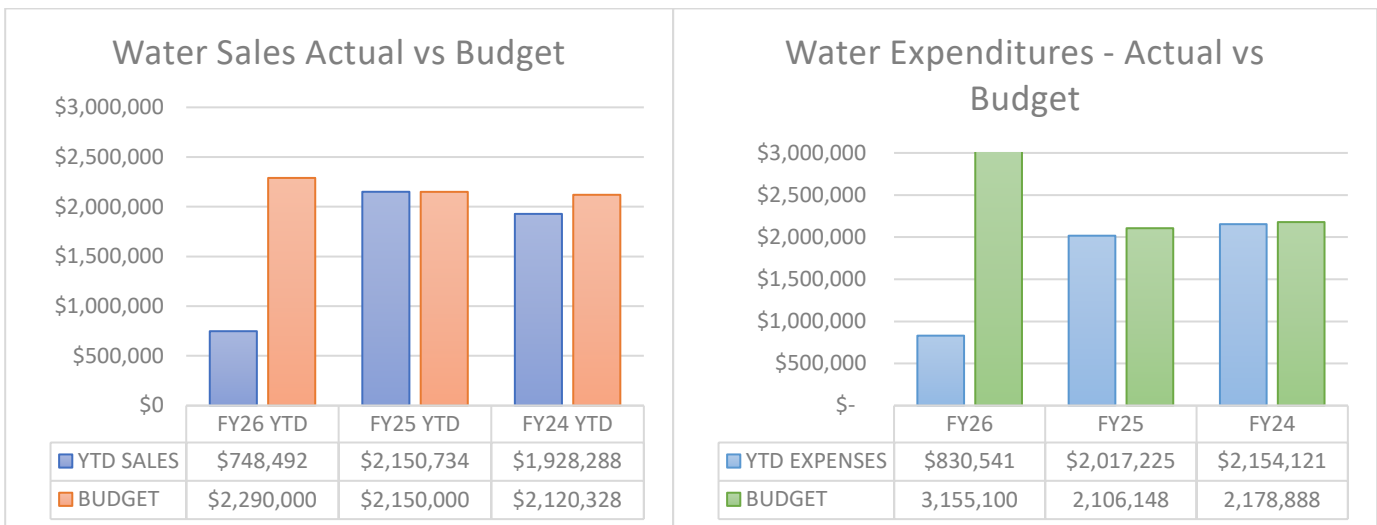 Water Sales Actual vs Budget
$3,000,000
$2,500,000
$2,000,000
$1,500,000
$1,000,000
$500,000
$0
FY26 YTD FY25 YTD FY24 YTD
YTD SALES $748,492 $2,150,734 $1,928,288
BUDGET $2,290,000 $2,150,000 $2,120,328
Water Expenditures - Actual vs
Budget
$3,000,000
$2,500,000
$2,000,000
$1,500,000
$1,000,000
$500,000
$-
FY26 FY25 FY24
YTD EXPENSES $830,541 $2,017,225 $2,154,121
BUDGET 3,155,100 2,106,148 2,178,888